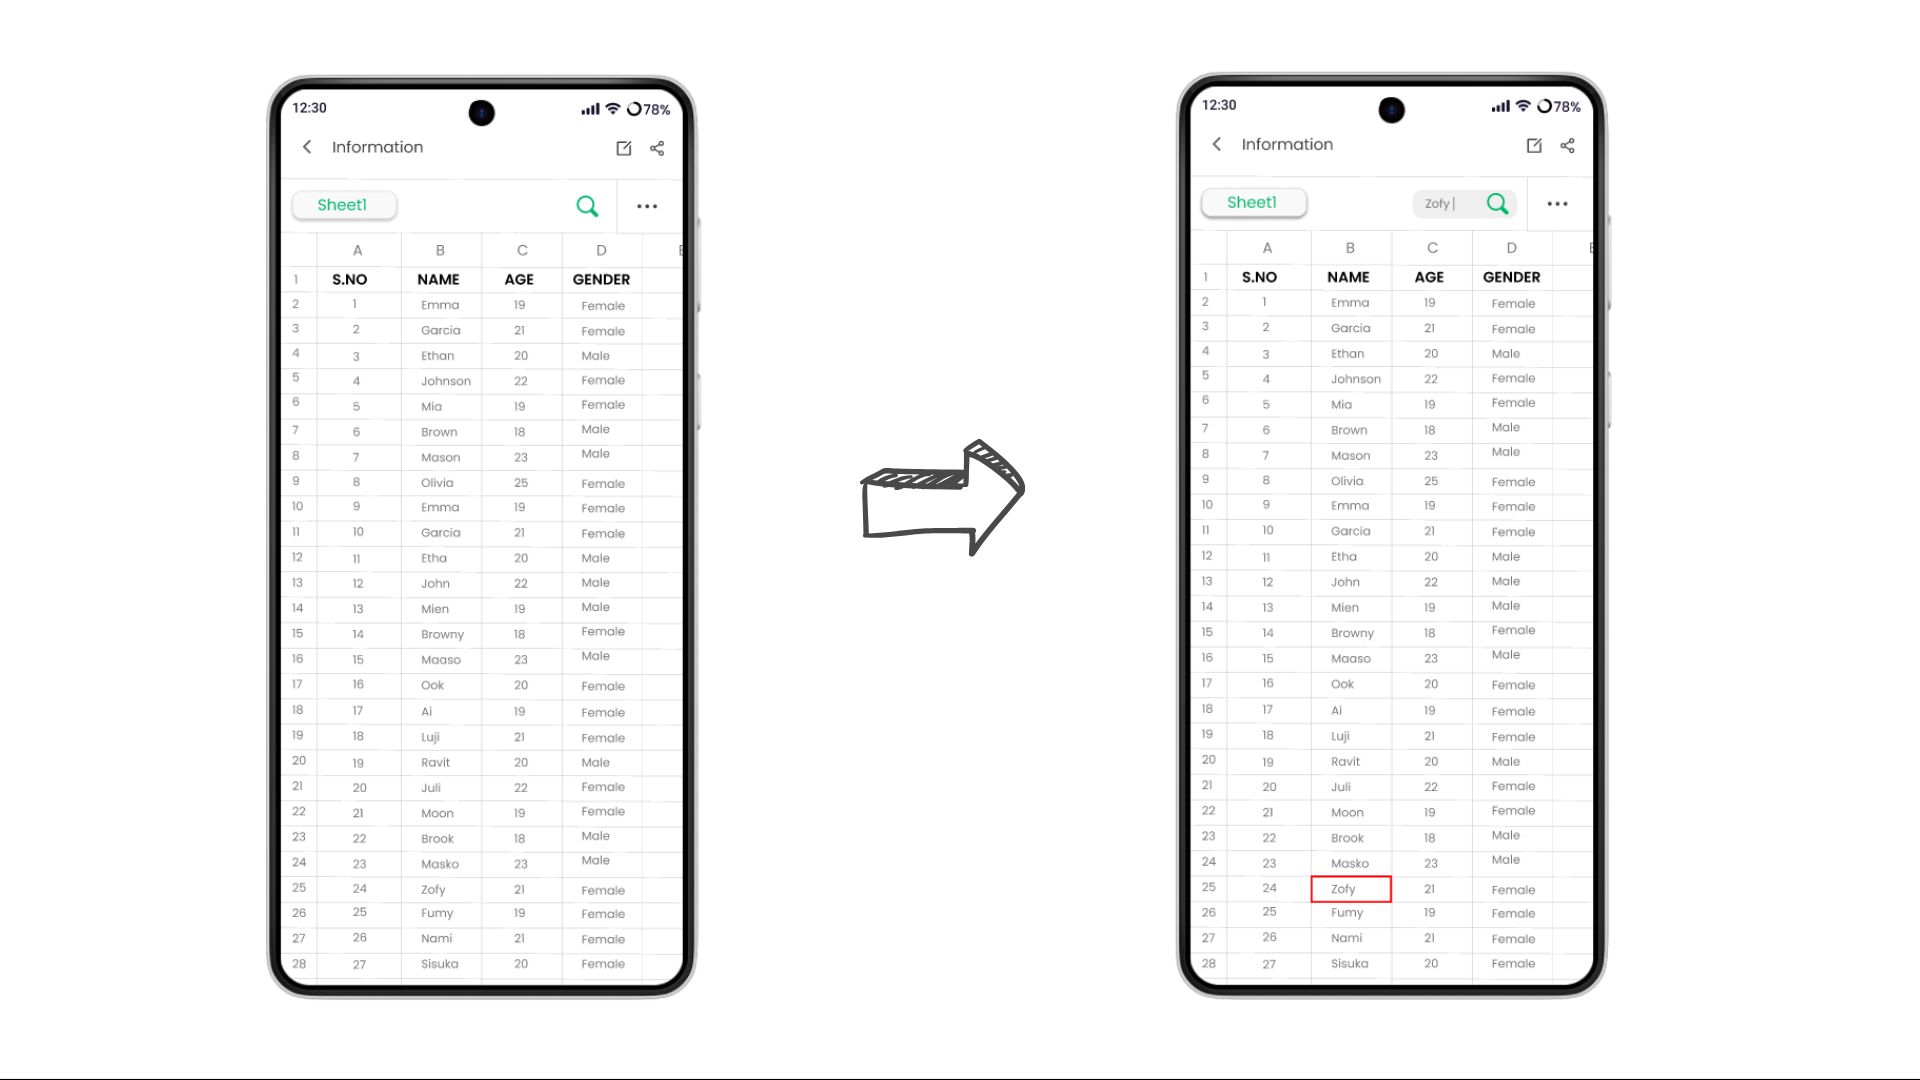 12:30 78%
Information
Sheet1
A B C D
1 S.NO NAME AGE GENDER
2 1 Emma 19 Female
3 2 Garcia 21 Female
4 3 Ethan 20 Male
5 4 Johnson 22 Female
6 5 Mia 19 Female
7 6 Brown 18 Male
8 7 Mason 23 Male
9 8 Olivia 25 Female
10 9 Emma 19 Female
11 10 Garcia 21 Female
12 11 Etha 20 Male
13 12 John 22 Male
14 13 Mien 19 Male
15 14 Browny 18 Female
16 15 Maaso 23 Male
17 16 Ook 20 Female
18 17 Ai 19 Female
19 18 Luji 21 Female
20 19 Ravit 20 Male
21 20 Juli 22 Female
22 21 Moon 19 Female
23 22 Brook 18 Male
24 23 Masko 23 Male
25 24 Zofy 21 Female
26 25 Fumy 19 Female
27 26 Nami 21 Female
28 27 Sisuka 20 Female
12:30 78%
Information
Sheet1 Zofy
A B C D
1 S.NO NAME AGE GENDER
2 1 Emma 19 Female
3 2 Garcia 21 Female
4 3 Ethan 20 Male
5 4 Johnson 22 Female
6 5 Mia 19 Female
7 6 Brown 18 Male
8 7 Mason 23 Male
9 8 Olivia 25 Female
10 9 Emma 19 Female
11 10 Garcia 21 Female
12 11 Etha 20 Male
13 12 John 22 Male
14 13 Mien 19 Male
15 14 Browny 18 Female
16 15 Maaso 23 Male
17 16 Ook 20 Female
18 17 Ai 19 Female
19 18 Luji 21 Female
20 19 Ravit 20 Male
21 20 Juli 22 Female
22 21 Moon 19 Female
23 22 Brook 18 Male
24 23 Masko 23 Male
25 24 Zofy 21 Female
26 25 Fumy 19 Female
27 26 Nami 21 Female
28 27 Sisuka 20 Female